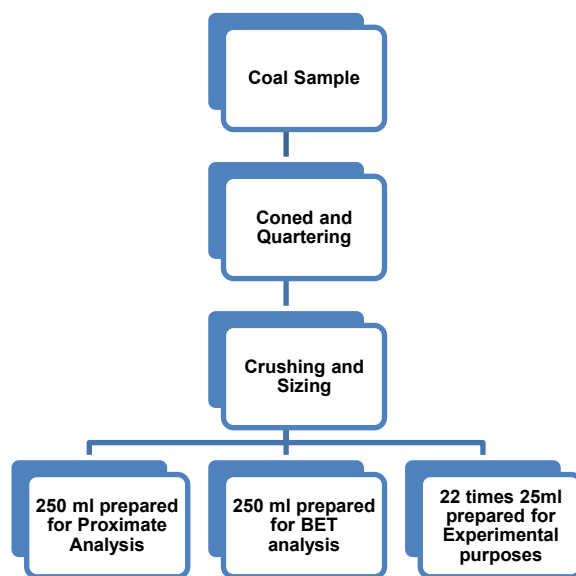 Coal Sample
Coned and
Quartering
Crushing and
Sizing
250 ml prepared
for Proximate
Analysis
250 ml prepared
for BET
analysis
22 times 25ml
prepared for
Experimental
purposes